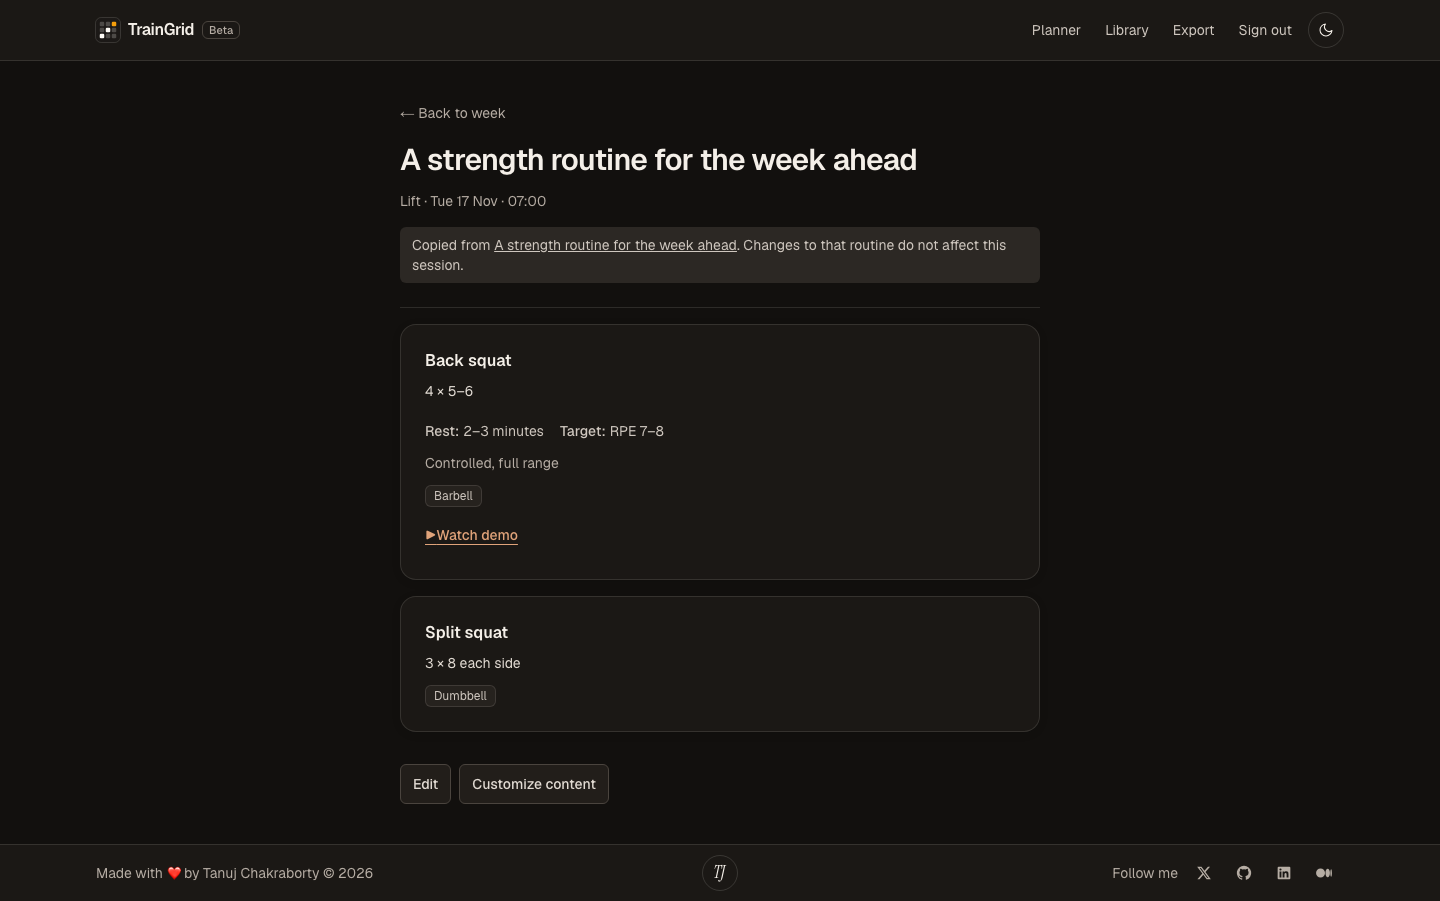 TrainGrid Beta
Planner Library Export Sign out
← Back to week
A strength routine for the week ahead
Lift · Tue 17 Nov · 07:00
Copied from A strength routine for the week ahead. Changes to that routine do not affect this
session.
Back squat
4 × 5–6
Rest: 2–3 minutes Target: RPE 7–8
Controlled, full range
Barbell
▶Watch demo
Split squat
3 × 8 each side
Dumbbell
Edit Customize content
Made with ❤️ by Tanuj Chakraborty © 2026
TJ
Follow me